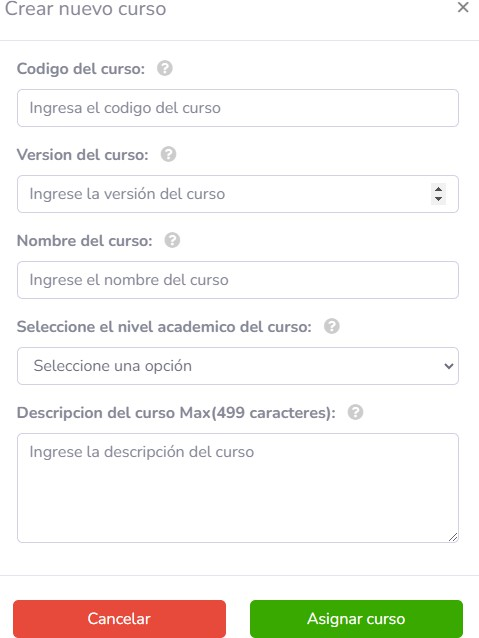 Crear nuevo curso ×
Codigo del curso: ?
Ingresa el codigo del curso
Version del curso: ?
Ingrese la versión del curso
Nombre del curso: ?
Ingrese el nombre del curso
Seleccione el nivel academico del curso: ?
Seleccione una opción
Descripcion del curso Max(499 caracteres): ?
Ingrese la descripción del curso
Cancelar Asignar curso